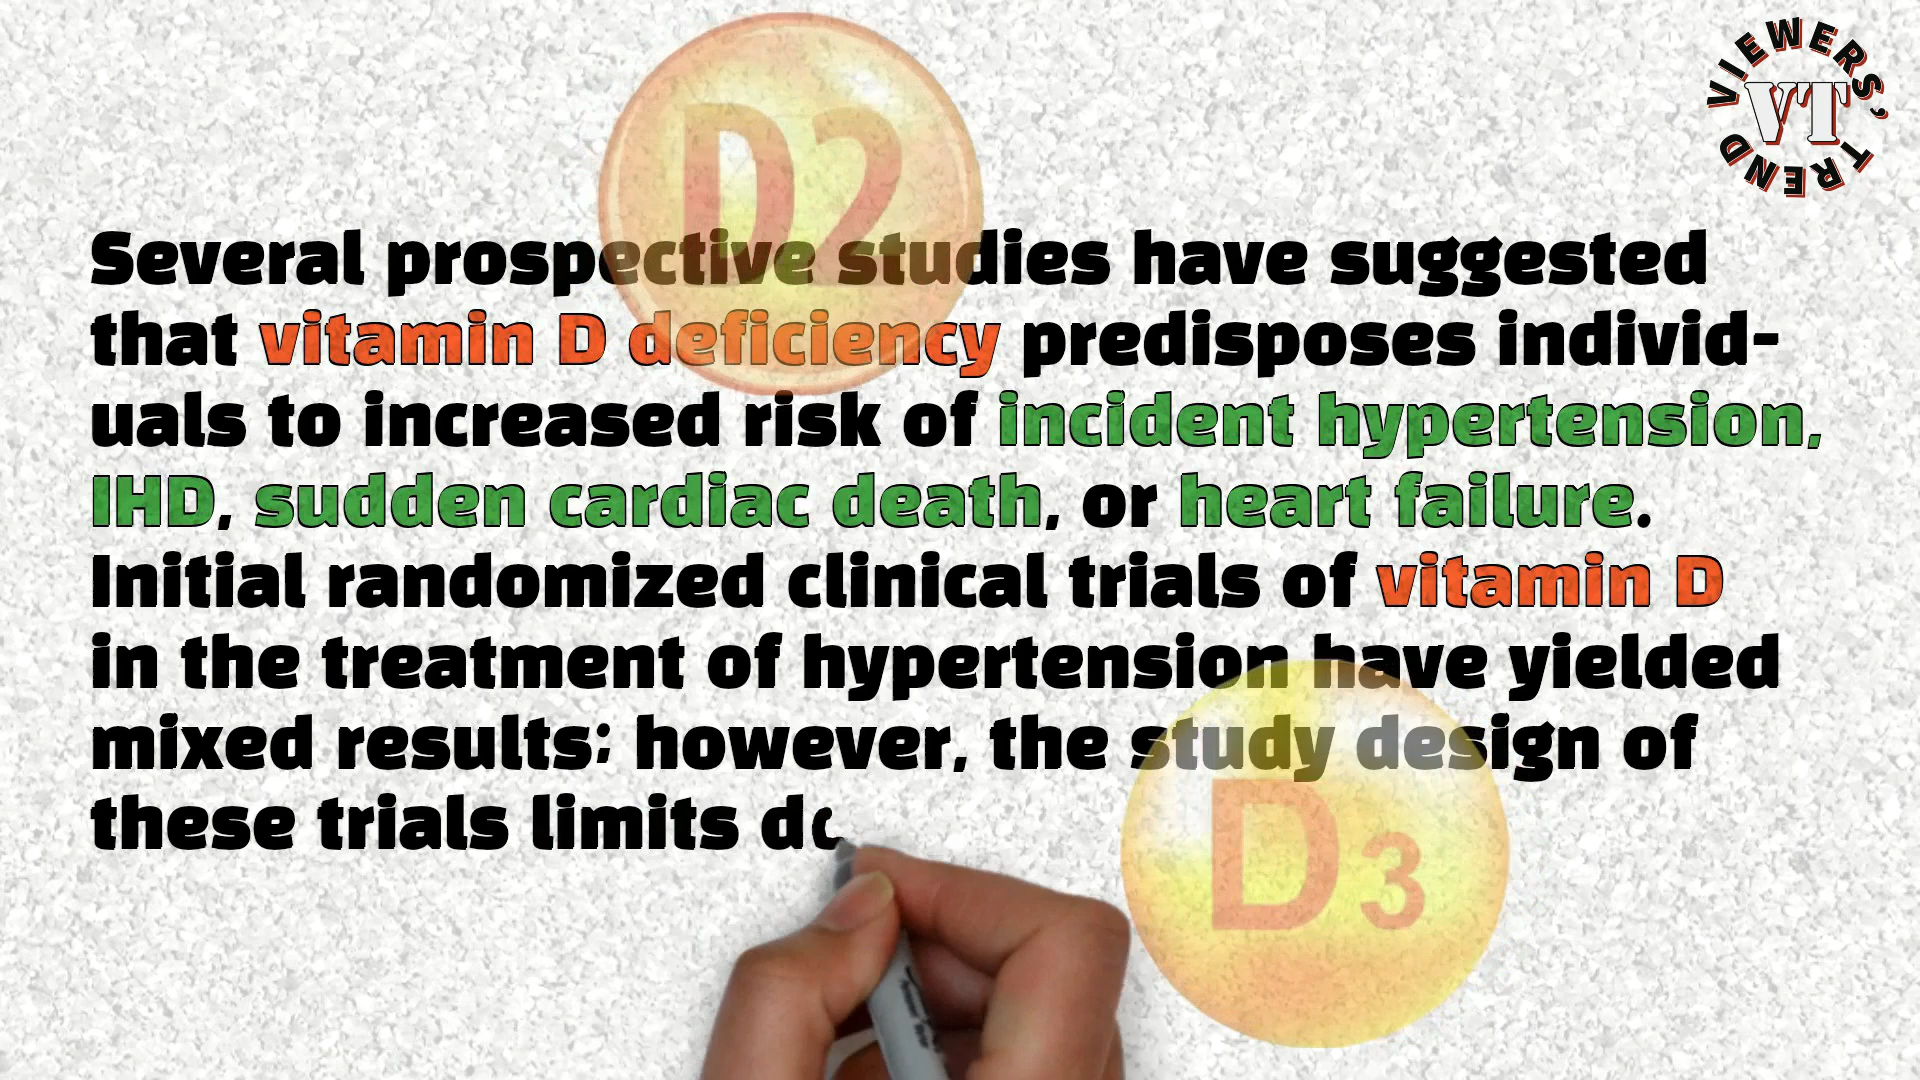 D2
VIEWERS' TREND
VT
Several prospective studies have suggested
that vitamin D deficiency predisposes individ-
uals to increased risk of incident hypertension,
IHD, sudden cardiac death, or heart failure.
Initial randomized clinical trials of vitamin D
in the treatment of hypertension have yielded
mixed results; however, the study design of
these trials limits
D3